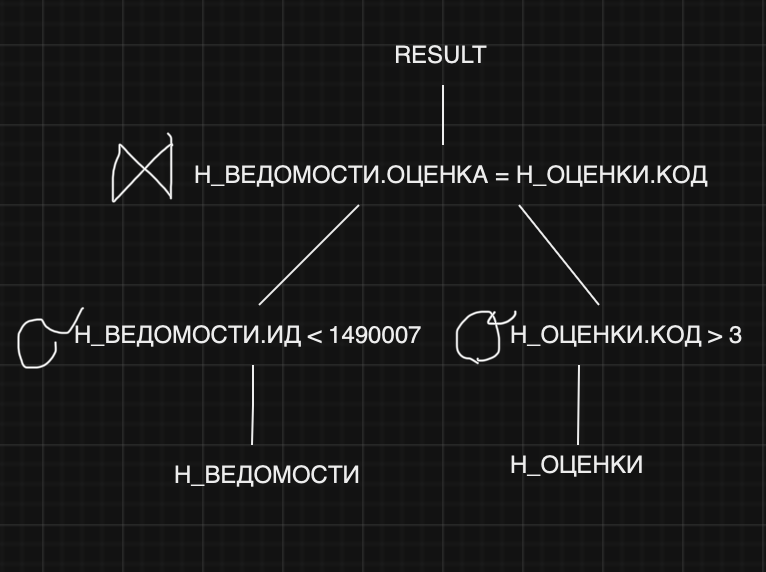 RESULT
⋈ Н_ВЕДОМОСТИ.ОЦЕНКА = Н_ОЦЕНКИ.КОД
σ Н_ВЕДОМОСТИ.ИД < 1490007
σ Н_ОЦЕНКИ.КОД > 3
Н_ВЕДОМОСТИ
Н_ОЦЕНКИ